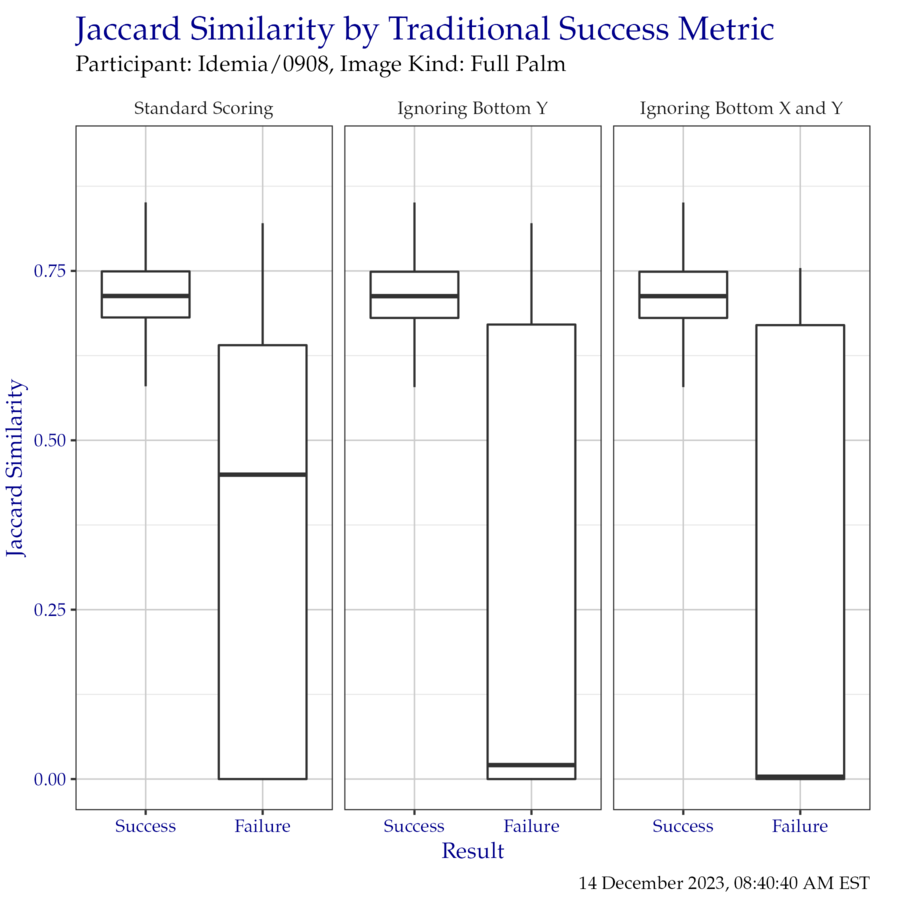 Jaccard Similarity by Traditional Success Metric
Participant: Idemia/0908, Image Kind: Full Palm
Standard Scoring
Ignoring Bottom Y
Ignoring Bottom X and Y
Jaccard Similarity
0.75
0.50
0.25
0.00
Success Failure
Success Failure
Success Failure
Result
14 December 2023, 08:40:40 AM EST